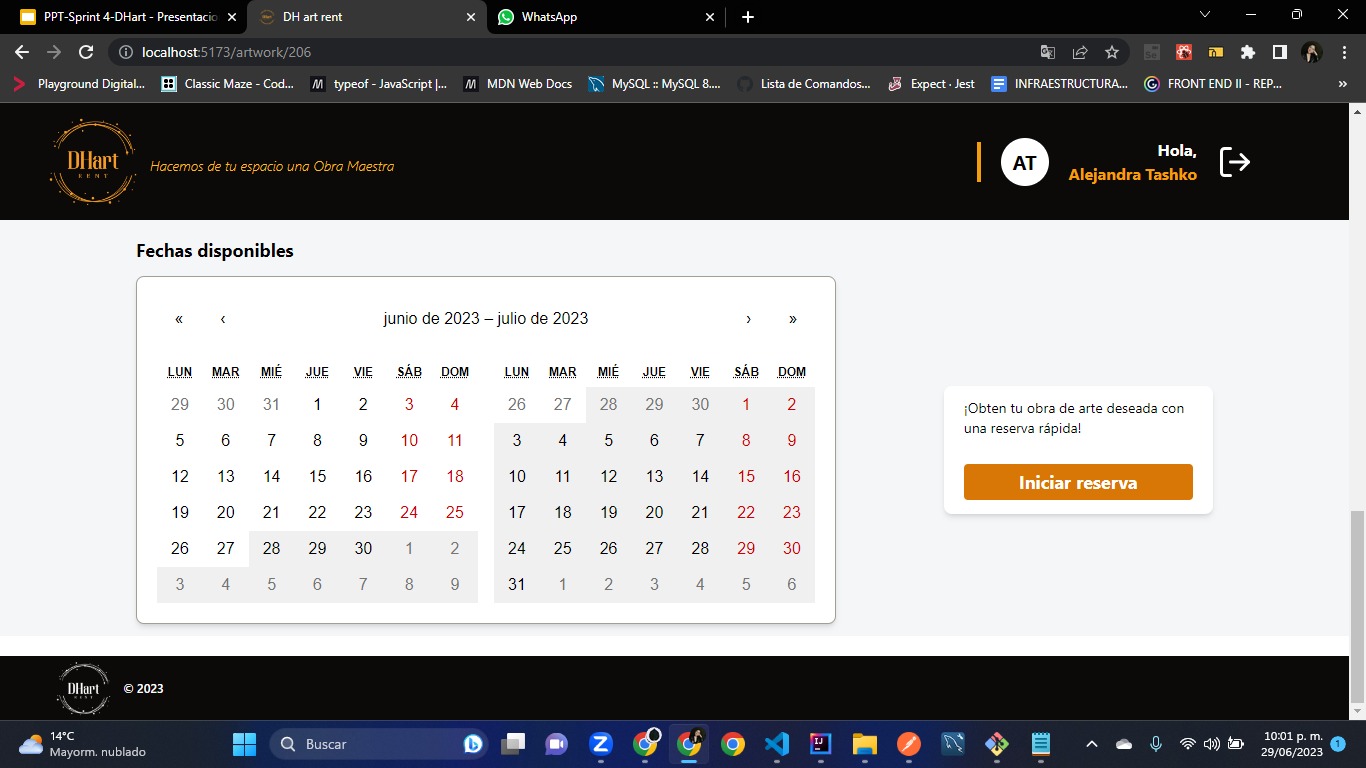 PPT-Sprint 4-DHart - Presentacio
DH art rent
WhatsApp
localhost:5173/artwork/206
Playground Digital...
Classic Maze - Cod...
typeof - JavaScript |...
MDN Web Docs
MySQL :: MySQL 8....
Lista de Comandos...
Expect · Jest
INFRAESTRUCTURA...
FRONT END II - REP...
»
DHart
RENT
Hacemos de tu espacio una Obra Maestra
AT
Hola,
Alejandra Tashko
Fechas disponibles
« ‹ junio de 2023 – julio de 2023 › »
LUN MAR MIÉ JUE VIE SÁB DOM LUN MAR MIÉ JUE VIE SÁB DOM
29 30 31 1 2 3 4 26 27 28 29 30 1 2
5 6 7 8 9 10 11 3 4 5 6 7 8 9
12 13 14 15 16 17 18 10 11 12 13 14 15 16
19 20 21 22 23 24 25 17 18 19 20 21 22 23
26 27 28 29 30 1 2 24 25 26 27 28 29 30
3 4 5 6 7 8 9 31 1 2 3 4 5 6
¡Obten tu obra de arte deseada con
una reserva rápida!
Iniciar reserva
DHart
RENT
© 2023
14°C
Mayorm. nublado
Buscar
10:01 p. m.
29/06/2023
1